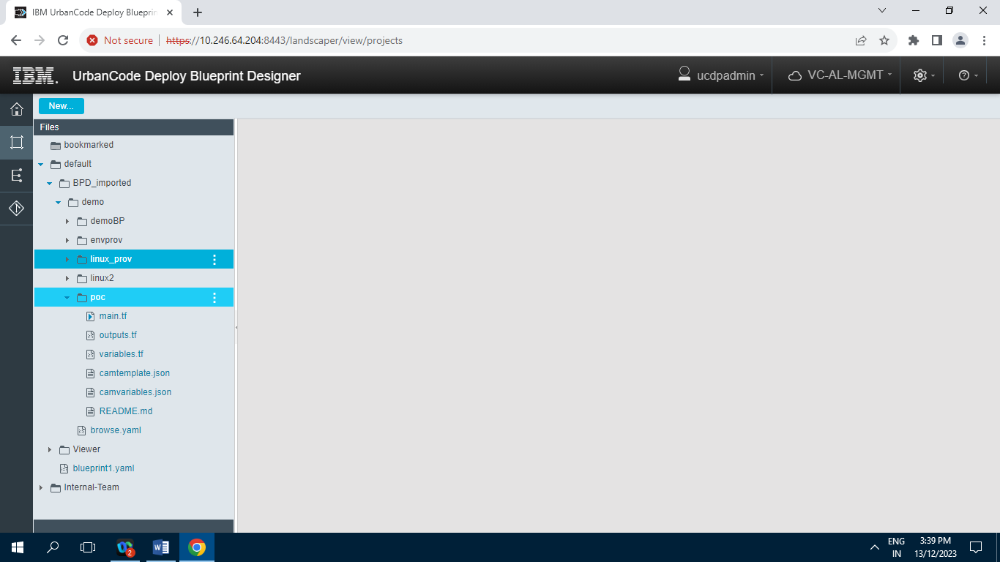 IBM UrbanCode Deploy Blueprin
Not secure https://10.246.64.204:8443/landscaper/view/projects
IBM. UrbanCode Deploy Blueprint Designer ucdpadmin VC-AL-MGMT
New...
Files
bookmarked
default
BPD_imported
demo
demoBP
envprov
linux_prov
linux2
poc
main.tf
outputs.tf
variables.tf
camtemplate.json
camvariables.json
README.md
browse.yaml
Viewer
blueprint1.yaml
Internal-Team
2
ENG 3:39 PM
IN 13/12/2023